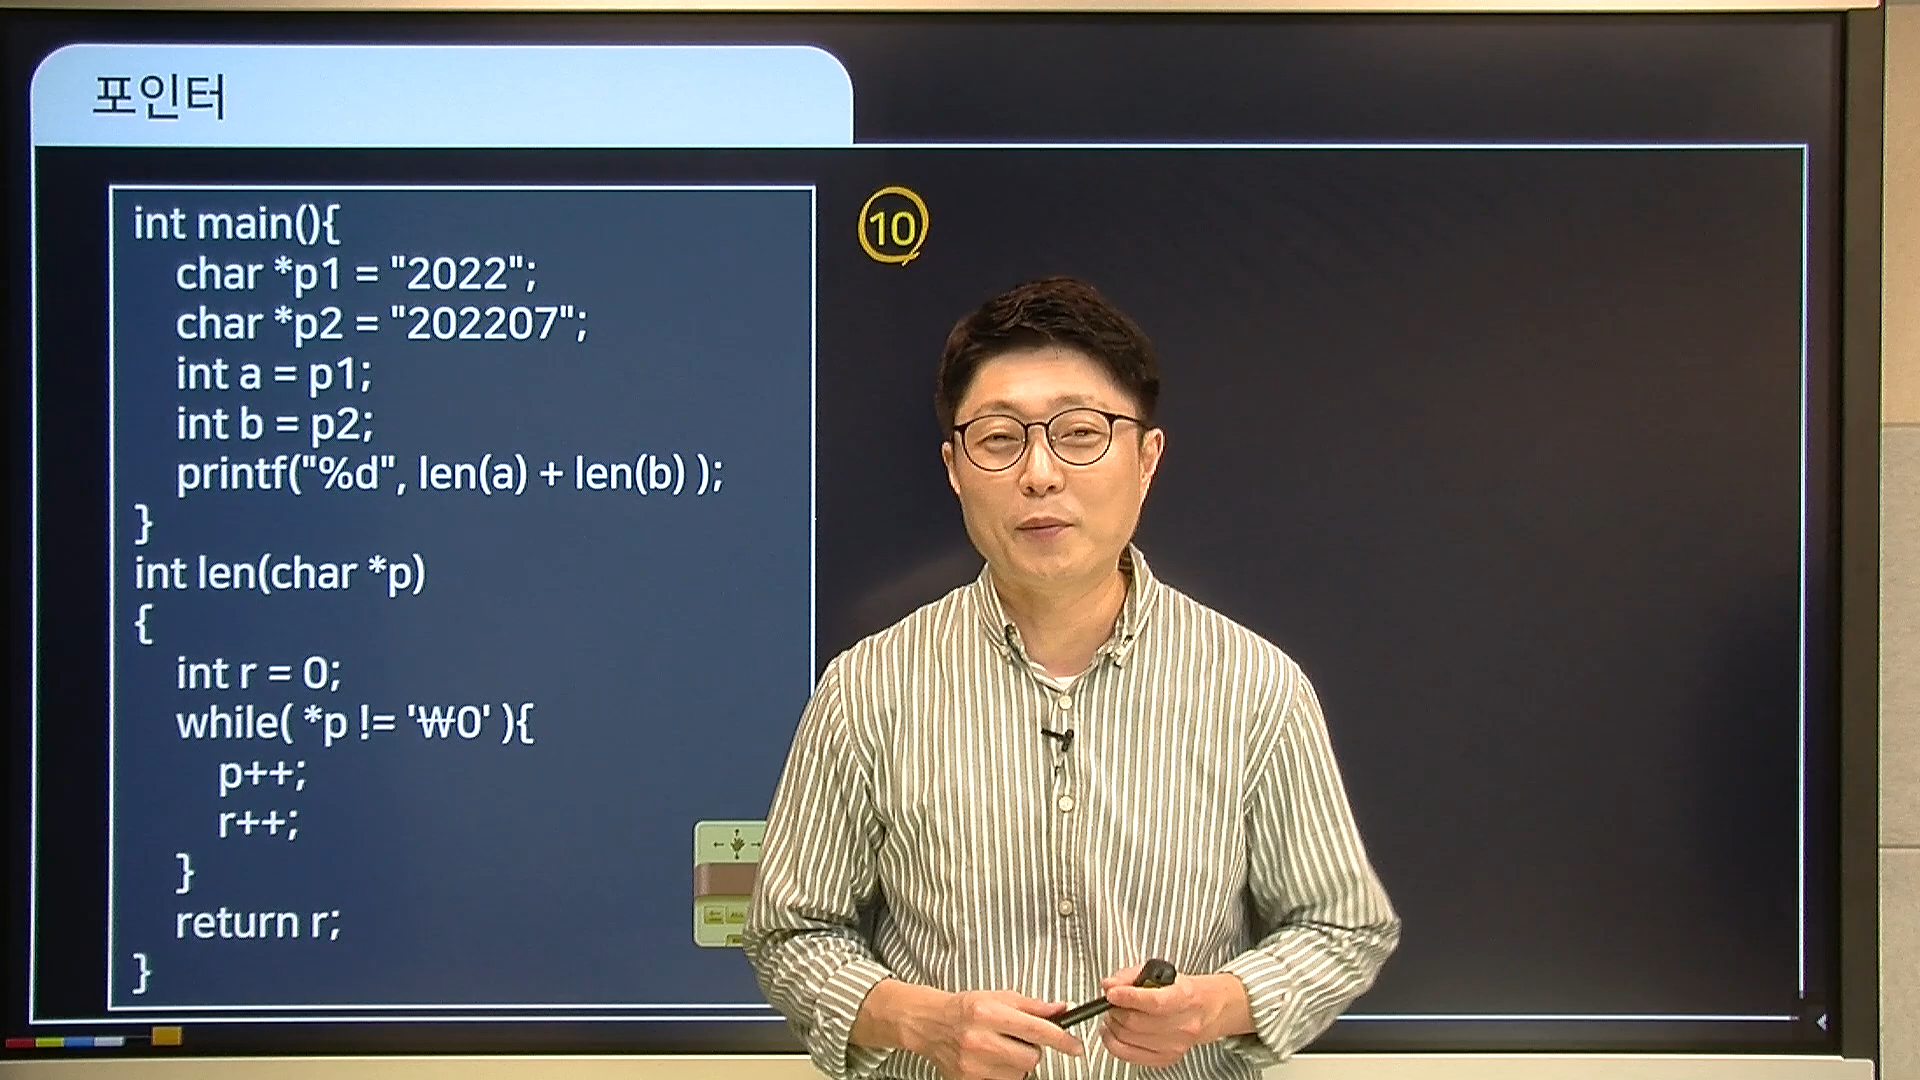 포인터
int main(){
char *p1 = "2022";
char *p2 = "202207";
int a = p1;
int b = p2;
printf("%d", len(a) + len(b) );
}
int len(char *p)
{
int r = 0;
while( *p != '₩0' ){
p++;
r++;
}
return r;
}
10